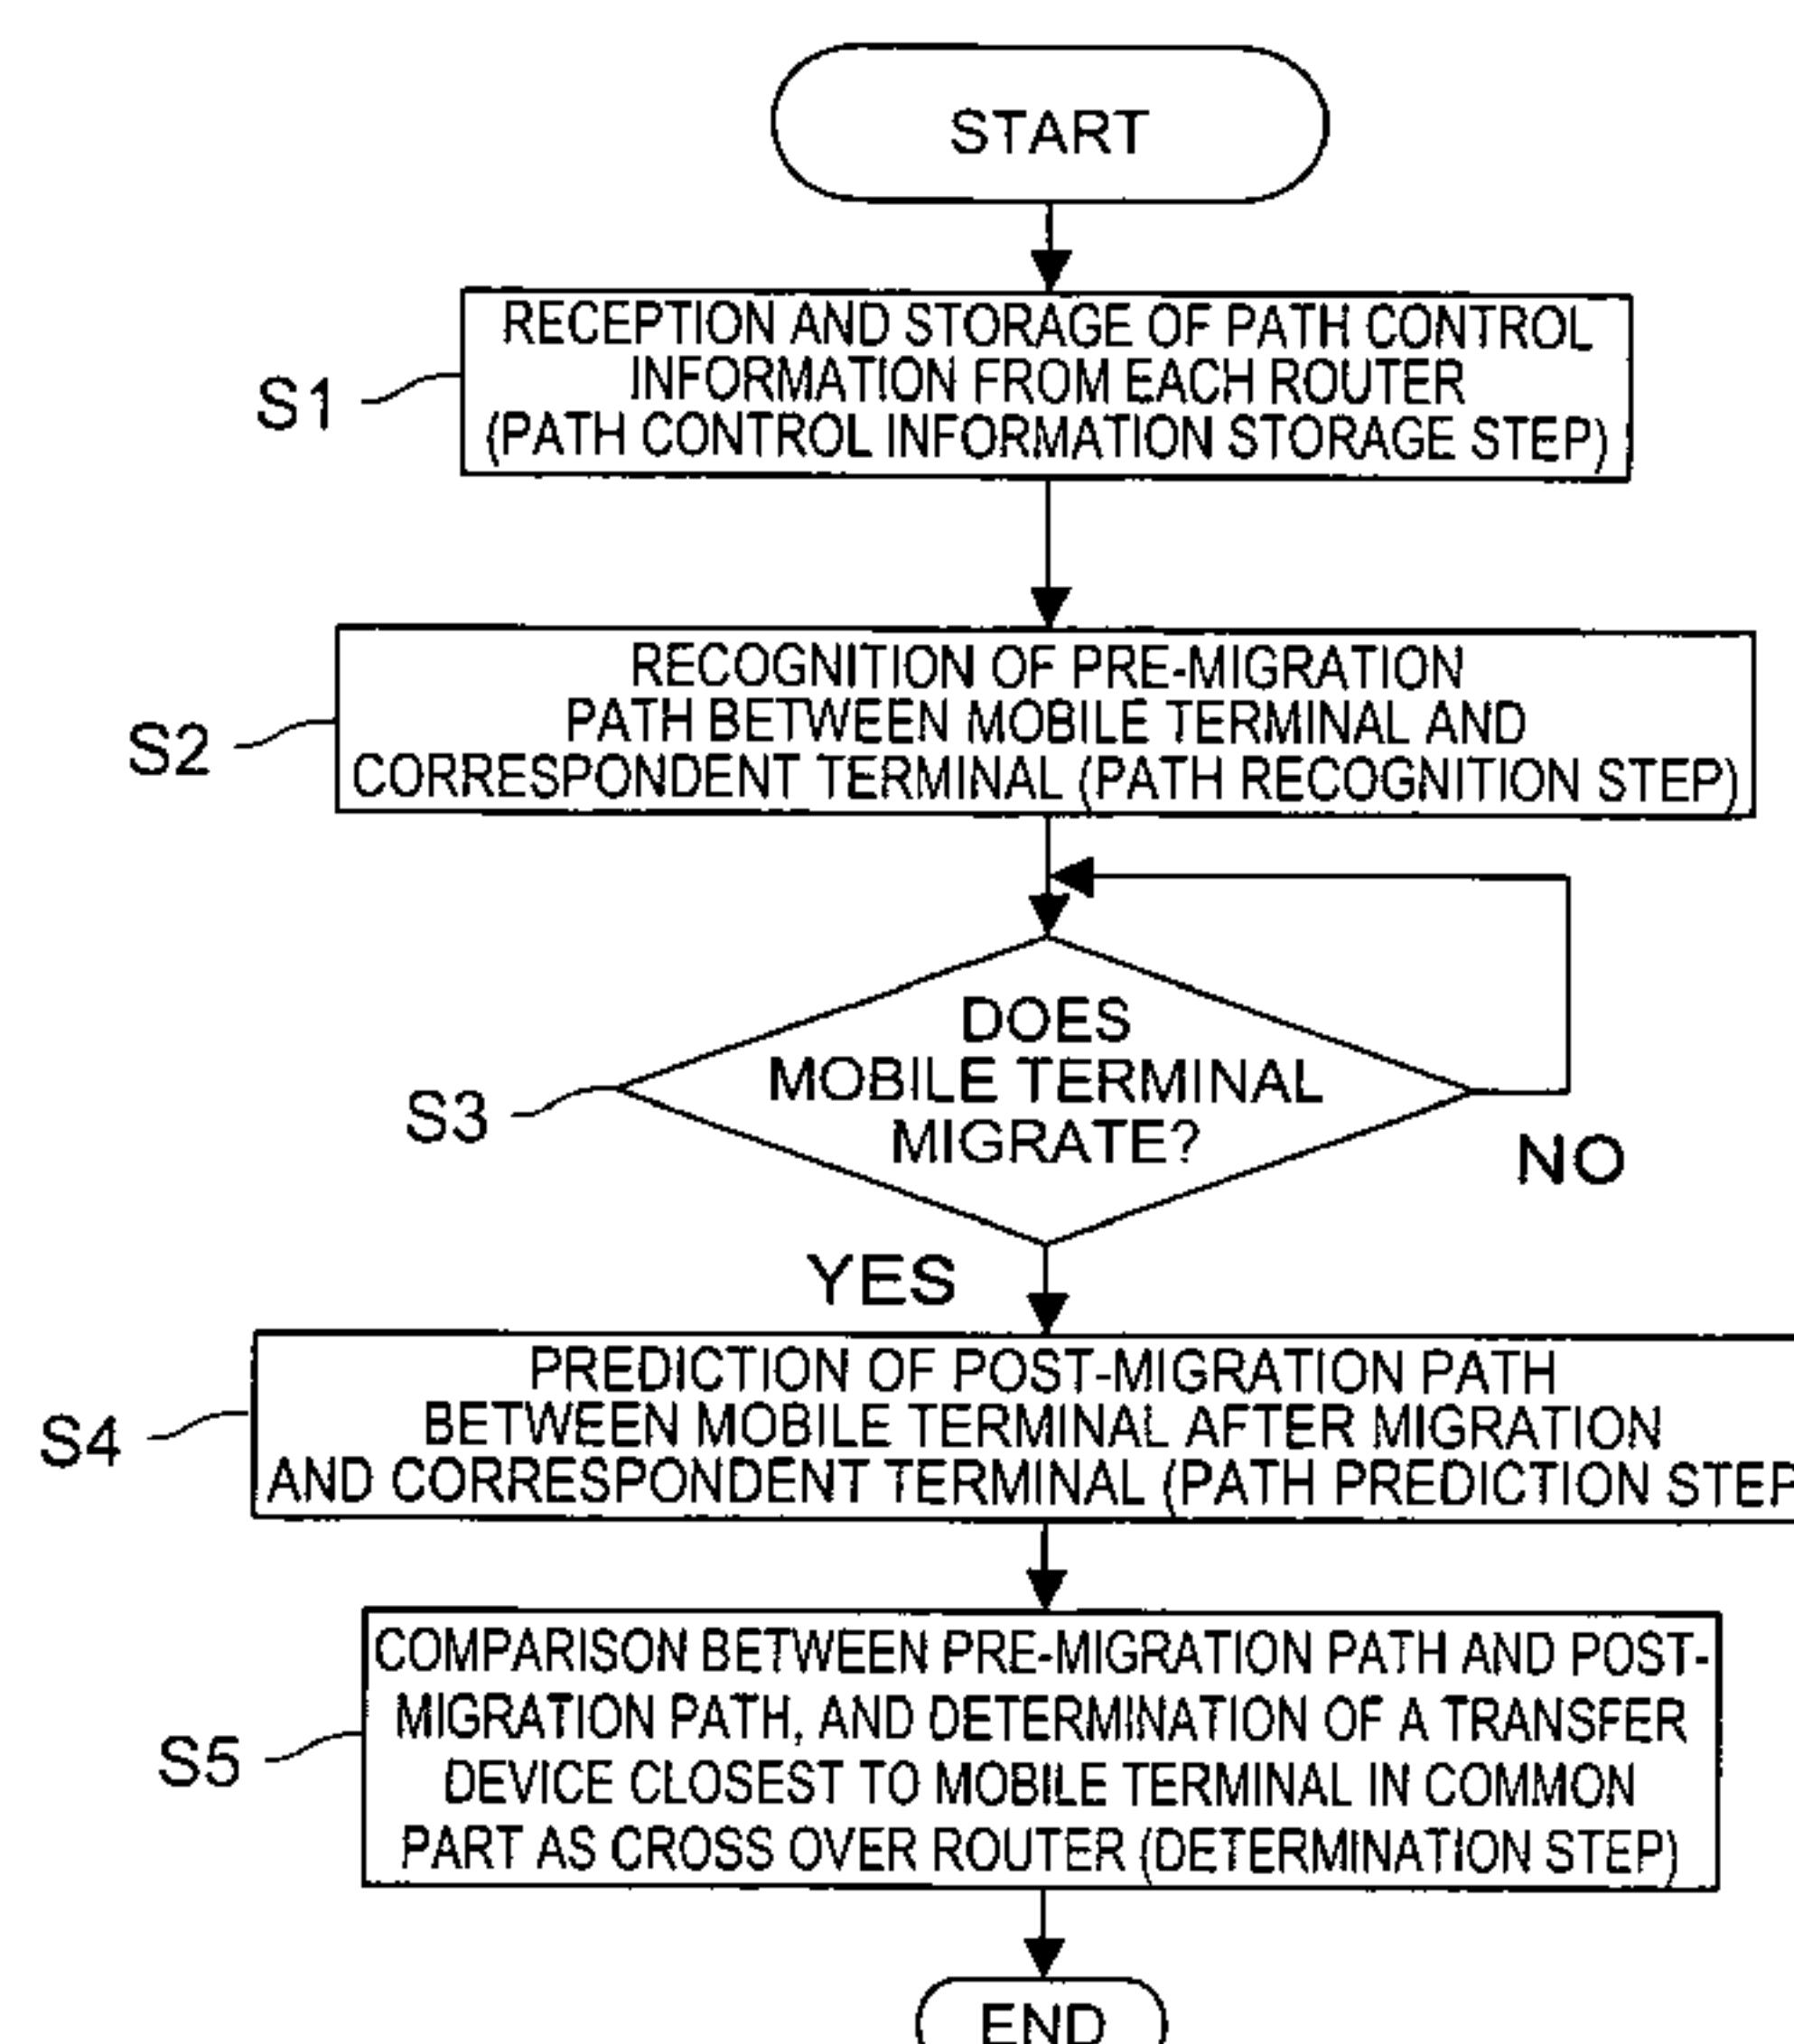 START
S1
RECEPTION AND STORAGE OF PATH CONTROL
INFORMATION FROM EACH ROUTER
(PATH CONTROL INFORMATION STORAGE STEP)
S2
RECOGNITION OF PRE-MIGRATION
PATH BETWEEN MOBILE TERMINAL AND
CORRESPONDENT TERMINAL (PATH RECOGNITION STEP)
S3
DOES
MOBILE TERMINAL
MIGRATE?
NO
YES
S4
PREDICTION OF POST-MIGRATION PATH
BETWEEN MOBILE TERMINAL AFTER MIGRATION
AND CORRESPONDENT TERMINAL (PATH PREDICTION STEP
S5
COMPARISON BETWEEN PRE-MIGRATION PATH AND POST-
MIGRATION PATH, AND DETERMINATION OF A TRANSFER
DEVICE CLOSEST TO MOBILE TERMINAL IN COMMON
PART AS CROSS OVER ROUTER (DETERMINATION STEP)
END